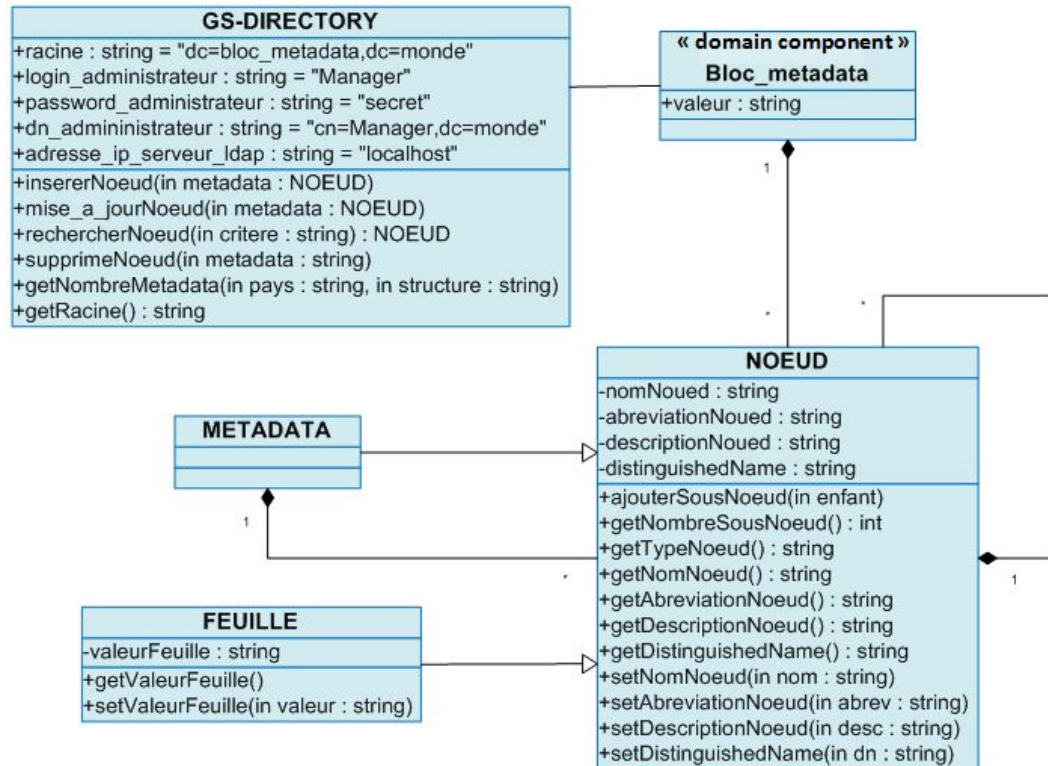 GS-DIRECTORY
+racine : string = "dc=bloc_metadata,dc=monde"
+login_administrateur : string = "Manager"
+password_administrateur : string = "secret"
+dn_admininistrateur : string = "cn=Manager,dc=monde"
+adresse_ip_serveur_ldap : string = "localhost"
+insererNoeud(in metadata : NOEUD)
+mise_a_jourNoeud(in metadata : NOEUD)
+rechercherNoeud(in critere : string) : NOEUD
+supprimeNoeud(in metadata : string)
+getNombreMetadata(in pays : string, in structure : string)
+getRacine() : string
« domain component »
Bloc_metadata
+valeur : string
1
*
*
NOEUD
-nomNoued : string
-abreviationNoued : string
-descriptionNoued : string
-distinguishedName : string
+ajouterSousNoeud(in enfant)
+getNombreSousNoeud() : int
+getTypeNoeud() : string
+getNomNoeud() : string
+getAbreviationNoeud() : string
+getDescriptionNoeud() : string
+getDistinguishedName() : string
+setNomNoeud(in nom : string)
+setAbreviationNoeud(in abrev : string)
+setDescriptionNoeud(in desc : string)
+setDistinguishedName(in dn : string)
1
METADATA
1
*
FEUILLE
-valeurFeuille : string
+getValeurFeuille()
+setValeurFeuille(in valeur : string)